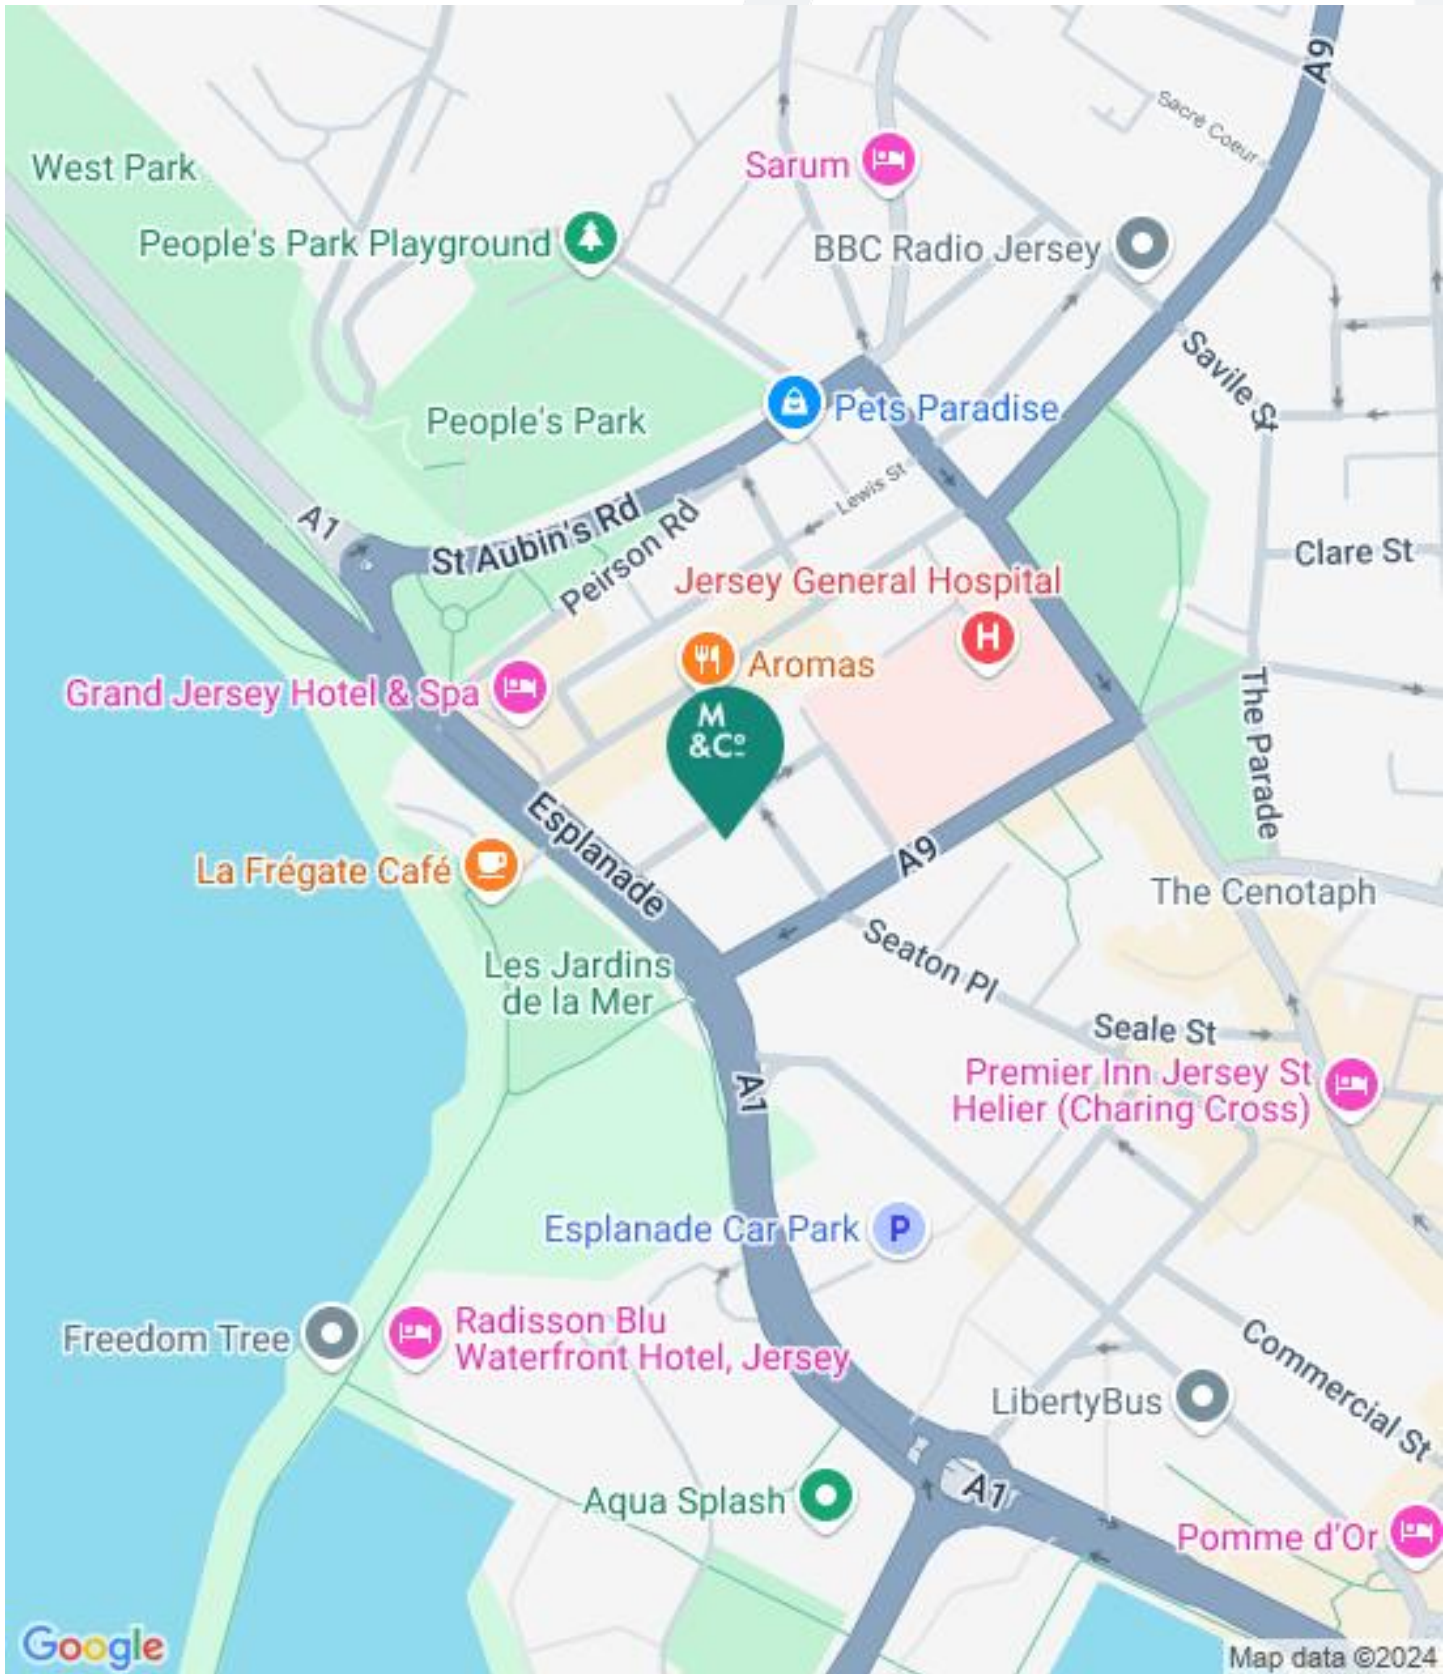 A9
Sacré Coeur
Sarum
West Park
People's Park Playground
BBC Radio Jersey
Savile St
Pets Paradise
People's Park
Lewis St
A1
St Aubin's Rd
Peirson Rd
Clare St
Jersey General Hospital
H
Aromas
Grand Jersey Hotel & Spa
M
&Cº
The Parade
Esplanade
A9
La Frégate Café
The Cenotaph
Seaton Pl
Les Jardins
de la Mer
Seale St
A1
Premier Inn Jersey St
Helier (Charing Cross)
Esplanade Car Park
P
Freedom Tree
Radisson Blu
Waterfront Hotel, Jersey
Commercial St
LibertyBus
A1
Aqua Splash
Pomme d'Or
Google
Map data ©2024